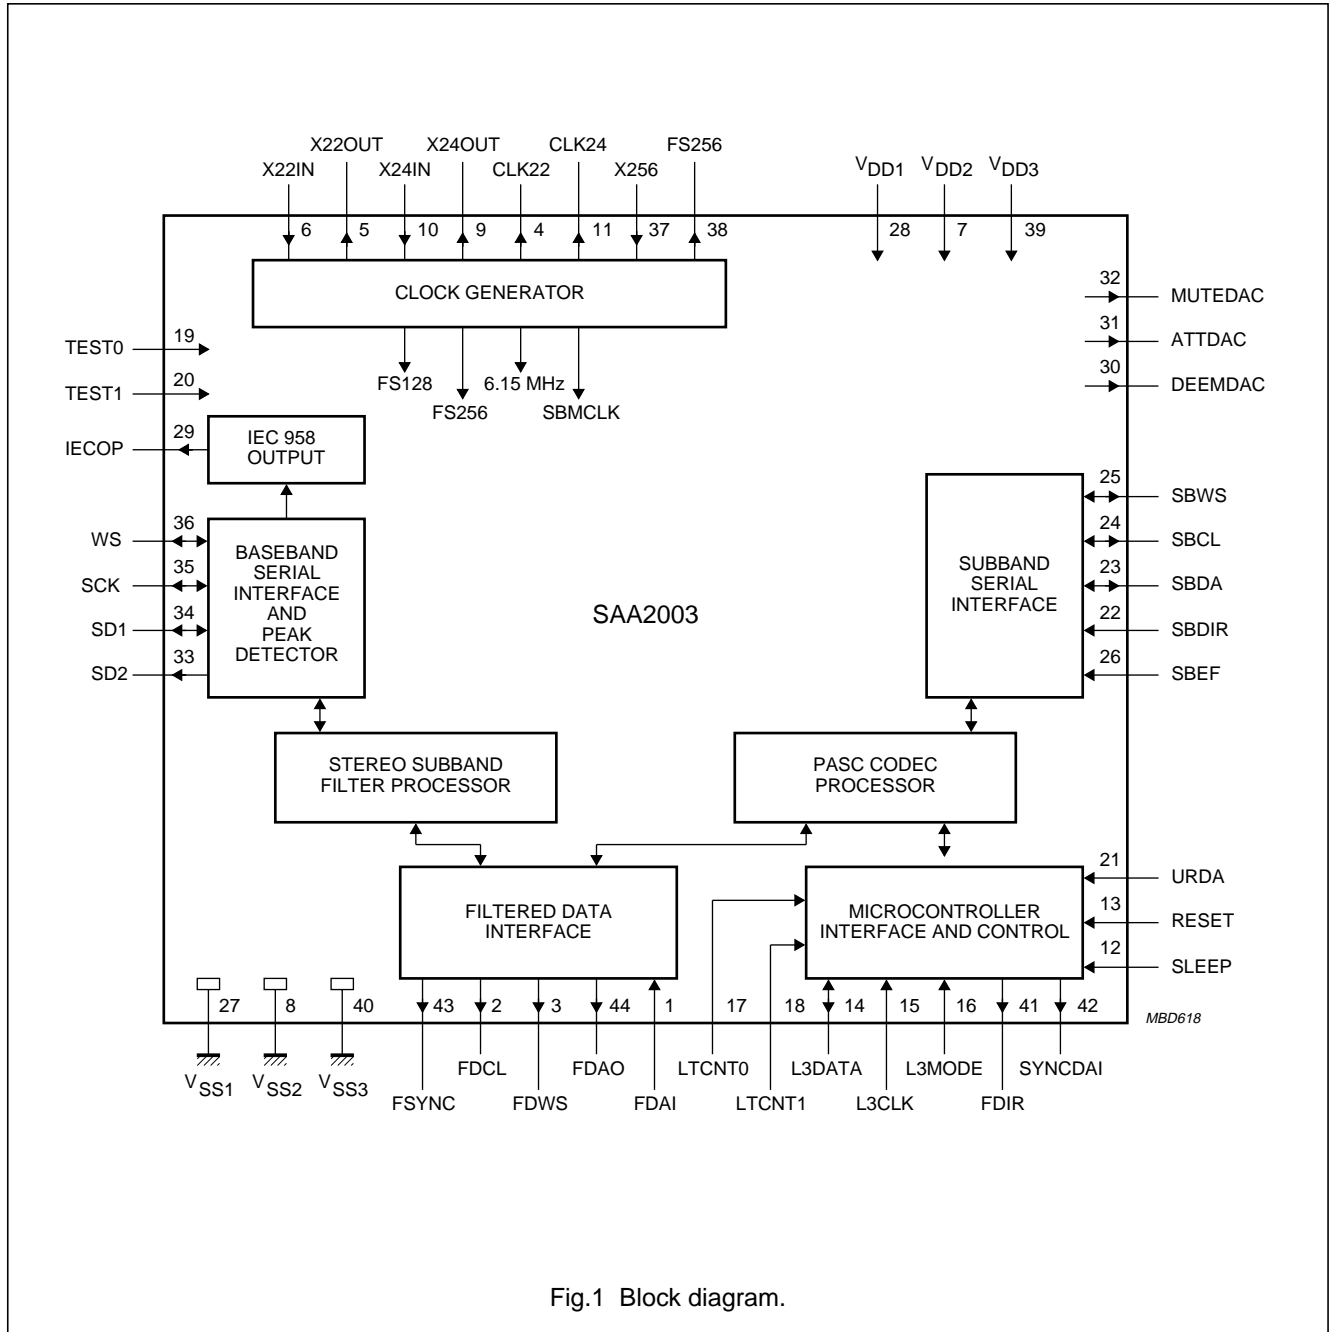 X22OUT X24OUT CLK24 FS256
X22IN X24IN CLK22 X256
VDD1 VDD2 VDD3
6 5 10 9 4 11 37 38 28 7 39
CLOCK GENERATOR
32 MUTEDAC
31 ATTDAC
30 DEEMDAC
TEST0 19
TEST1 20
FS128 6.15 MHz
FS256 SBMCLK
IECOP 29
IEC 958
OUTPUT
WS 36
SCK 35
SD1 34
SD2 33
BASEBAND
SERIAL
INTERFACE
AND
PEAK
DETECTOR
SAA2003
SUBBAND
SERIAL
INTERFACE
25 SBWS
24 SBCL
23 SBDA
22 SBDIR
26 SBEF
STEREO SUBBAND
FILTER PROCESSOR
PASC CODEC
PROCESSOR
FILTERED DATA
INTERFACE
MICROCONTROLLER
INTERFACE AND CONTROL
21 URDA
13 RESET
12 SLEEP
27 8 40 43 2 3 44 1 17 18 14 15 16 41 42
MBD618
VSS1 VSS2 VSS3
FDCL FDAO LTCNT0 L3DATA L3MODE SYNCDAI
FSYNC FDWS FDAI LTCNT1 L3CLK FDIR
Fig.1 Block diagram.